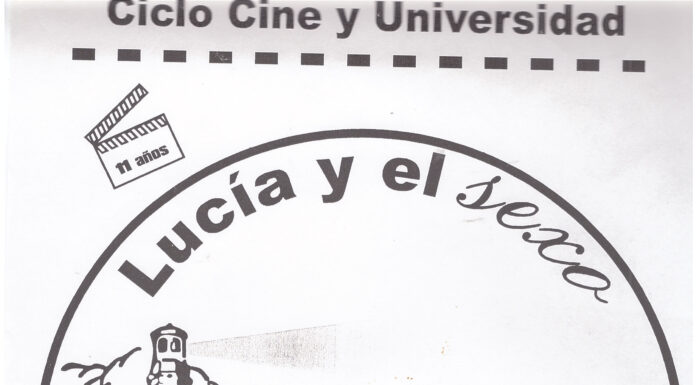 Ciclo Cine y Universidad
11 años
Lucía y el sexo